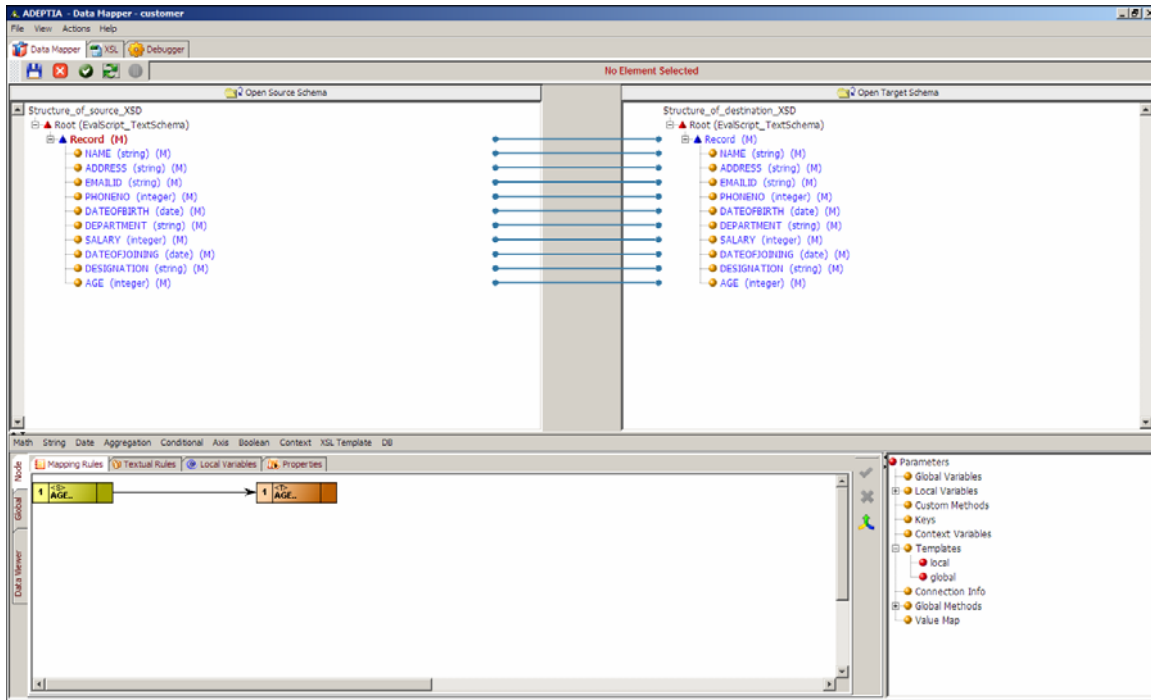 ADEPTIA - Data Mapper - customer
File View Actions Help
Data Mapper XSL Debugger
No Element Selected
Open Source Schema
Open Target Schema
Structure_of_source_XSD
Root (EvalScript_TextSchema)
Record (M)
NAME (string) (M)
ADDRESS (string) (M)
EMAILID (string) (M)
PHONENO (integer) (M)
DATEOFBIRTH (date) (M)
DEPARTMENT (string) (M)
SALARY (integer) (M)
DATEOFJOINING (date) (M)
DESIGNATION (string) (M)
AGE (integer) (M)
Structure_of_destination_XSD
Root (EvalScript_TextSchema)
Record (M)
NAME (string) (M)
ADDRESS (string) (M)
EMAILID (string) (M)
PHONENO (integer) (M)
DATEOFBIRTH (date) (M)
DEPARTMENT (string) (M)
SALARY (integer) (M)
DATEOFJOINING (date) (M)
DESIGNATION (string) (M)
AGE (integer) (M)
Math String Date Aggregation Conditional Axis Boolean Context XSL Template DB
Node
Global
Data Viewer
Mapping Rules Textual Rules Local Variables Properties
1 <S> AGE..
1 <T> AGE..
Parameters
Global Variables
Local Variables
Custom Methods
Keys
Context Variables
Templates
local
global
Connection Info
Global Methods
Value Map